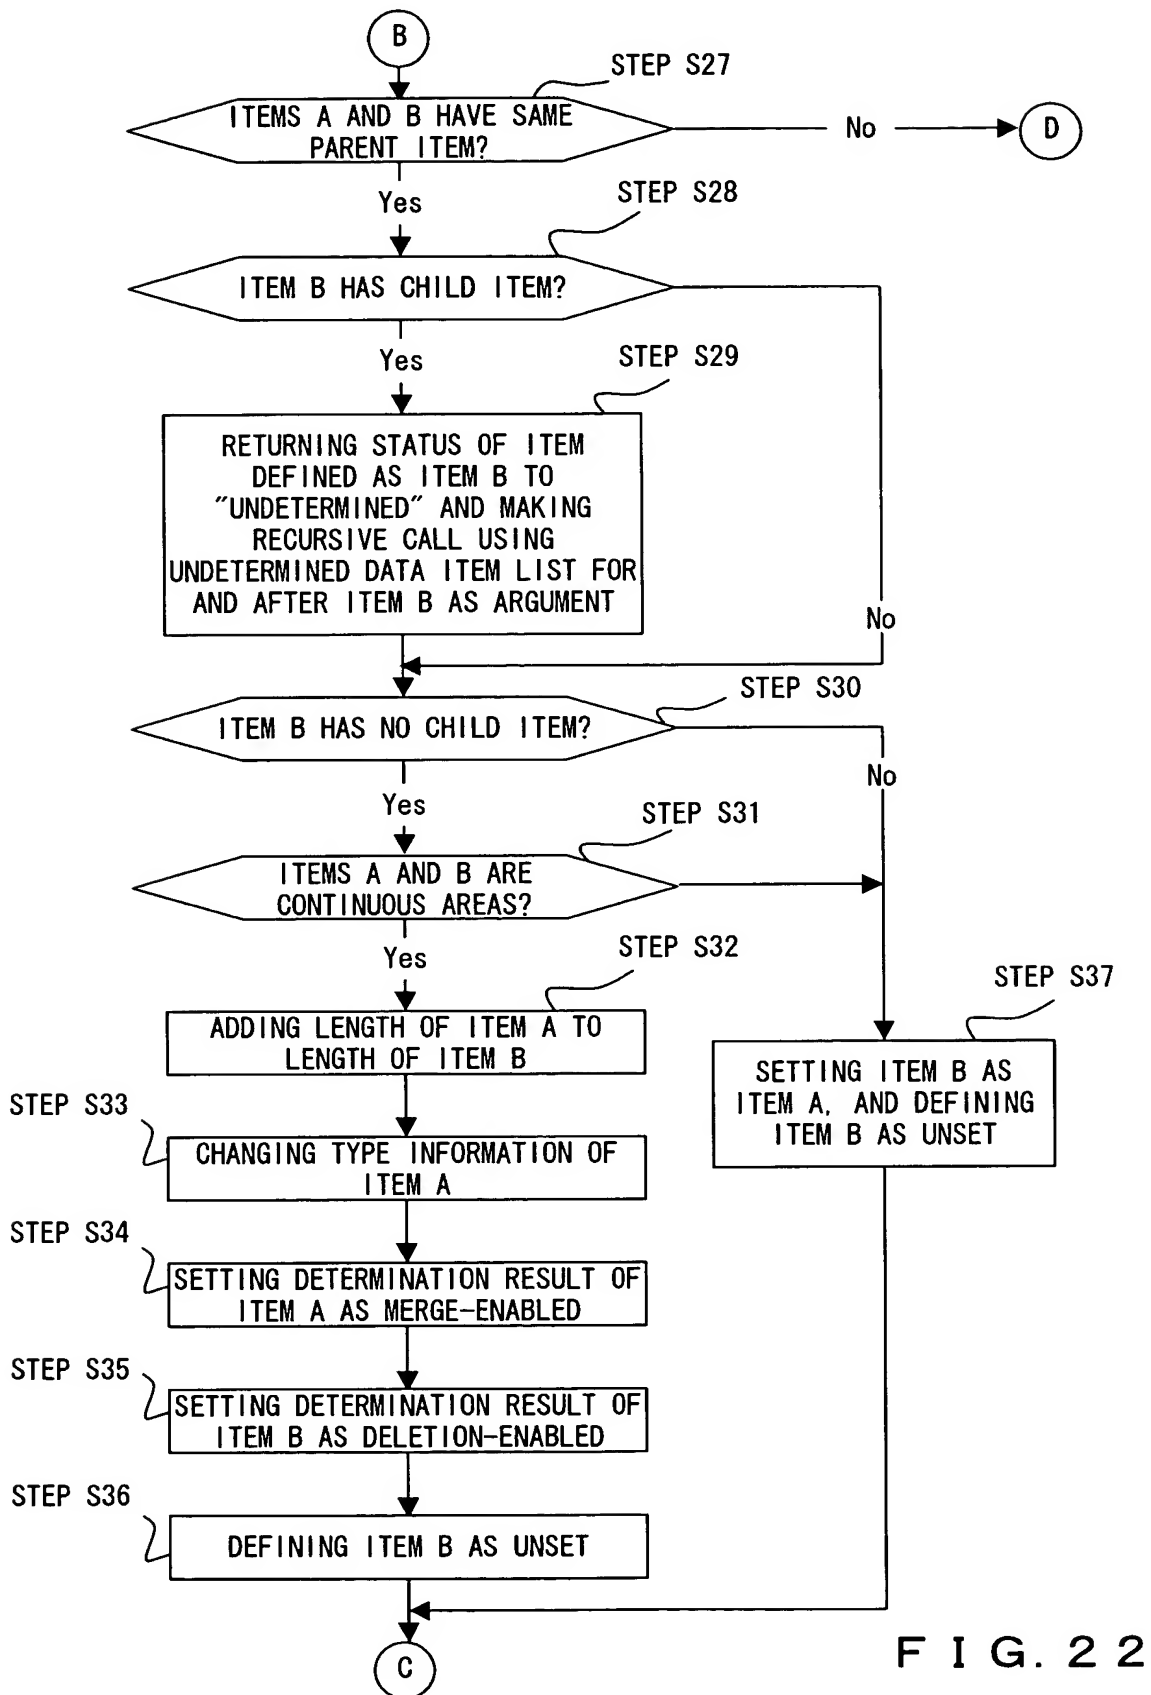 B
STEP S27
ITEMS A AND B HAVE SAME
PARENT ITEM?
No
D
Yes
STEP S28
ITEM B HAS CHILD ITEM?
Yes
STEP S29
RETURNING STATUS OF ITEM
DEFINED AS ITEM B TO
"UNDETERMINED" AND MAKING
RECURSIVE CALL USING
UNDETERMINED DATA ITEM LIST FOR
AND AFTER ITEM B AS ARGUMENT
No
STEP S30
ITEM B HAS NO CHILD ITEM?
No
Yes
STEP S31
ITEMS A AND B ARE
CONTINUOUS AREAS?
Yes
STEP S32
ADDING LENGTH OF ITEM A TO
LENGTH OF ITEM B
STEP S37
SETTING ITEM B AS
ITEM A, AND DEFINING
ITEM B AS UNSET
STEP S33
CHANGING TYPE INFORMATION OF
ITEM A
STEP S34
SETTING DETERMINATION RESULT OF
ITEM A AS MERGE-ENABLED
STEP S35
SETTING DETERMINATION RESULT OF
ITEM B AS DELETION-ENABLED
STEP S36
DEFINING ITEM B AS UNSET
C
FIG. 22